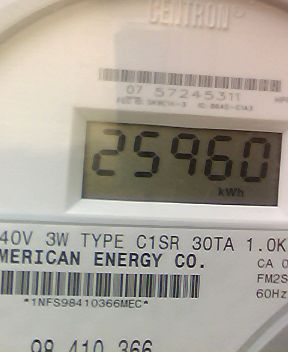 CENTRON®
07 57245311
25960
kWh
40V 3W TYPE C1SR 30TA 1.0K
MERICAN ENERGY CO.
CA 0
FM2S
60Hz
*1NFS98410366MEC*
98 410 366